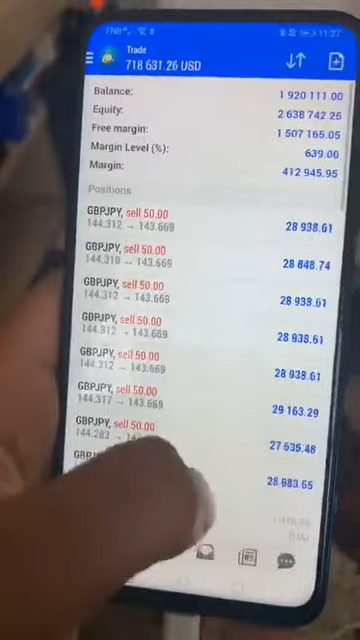 FNB
11:27
Trade
718 631.26 USD
Balance: 1 920 111.00
Equity: 2 638 742.26
Free margin: 1 507 165.05
Margin Level (%): 639.00
Margin: 412 945.95
Positions
GBPJPY, sell 50.00
144.312 → 143.669 28 938.61
GBPJPY, sell 50.00
144.310 → 143.669 28 848.74
GBPJPY, sell 50.00
144.312 → 143.669 28 938.61
GBPJPY, sell 50.00
144.312 → 143.669 28 938.61
GBPJPY, sell 50.00
144.312 → 143.669 28 938.61
GBPJPY, sell 50.00
144.317 → 143.669 29 163.29
GBPJPY, sell 50.00
144.283 → 27 635.48
28 983.55